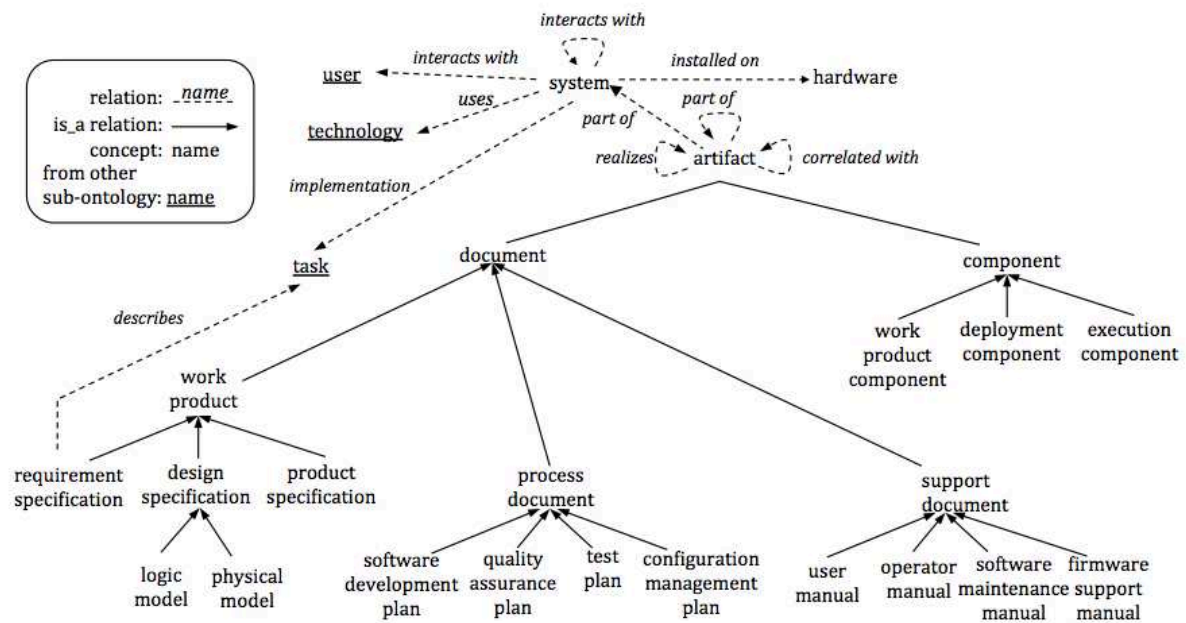 interacts with
interacts with
installed on
user
system
hardware
relation: name
uses
part of
is_a relation:
technology
part of
concept: name
realizes
artifact
correlated with
from other
sub-ontology: name
implementation
task
document
component
describes
work
product
component
deployment
component
execution
component
work
product
requirement
specification
design
specification
product
specification
process
document
support
document
logic
model
physical
model
software
development
plan
quality
assurance
plan
test
plan
configuration
management
plan
user
manual
operator
manual
software
maintenance
manual
firmware
support
manual